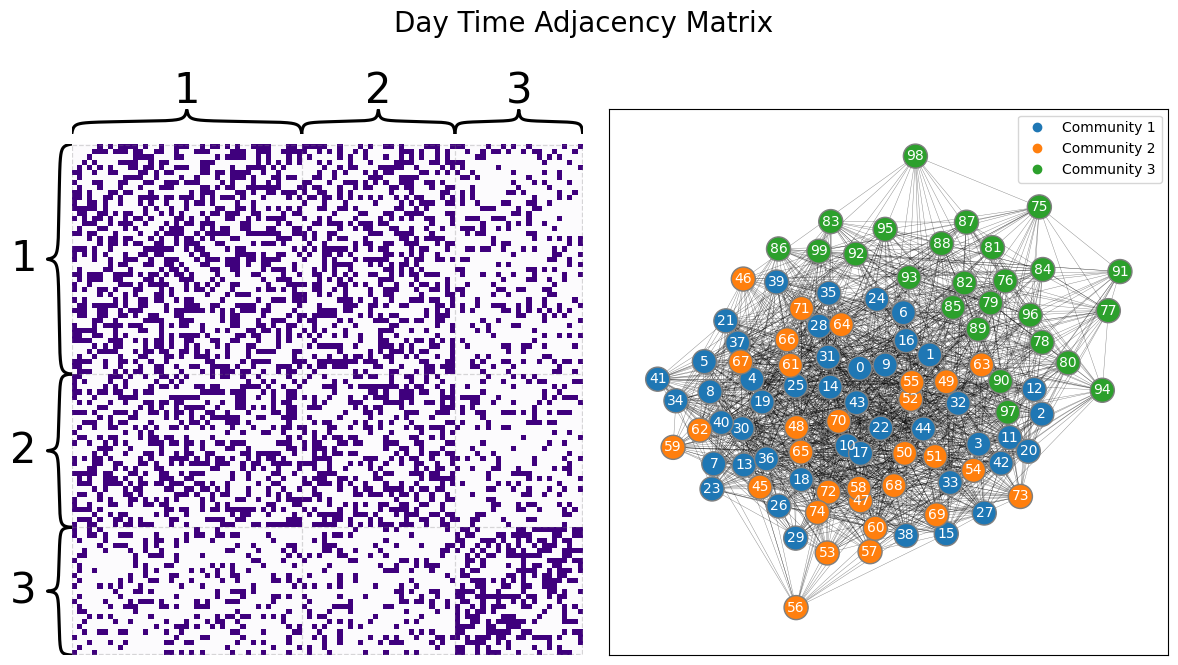 Day Time Adjacency Matrix
1 2 3
1
2
3
Community 1
Community 2
Community 3
98
75
83 95 87
86 99 92 88 81
46 39 93 82 76 84 91
35 24 85 79 77
71 6 96
21 28 64 89
37 66 16 78
5 67 61 31 0 9 1 63 80
41 4 25 14 55 49 90 12 94
34 8 19 43 52 32 97 2
62 40 30 48 70 22 44 11
59 65 10 17 50 51 3 20
7 13 36 42
23 45 18 72 58 68 33 54 73
26 74 47 69 27
29 60 38 15
53 57
56